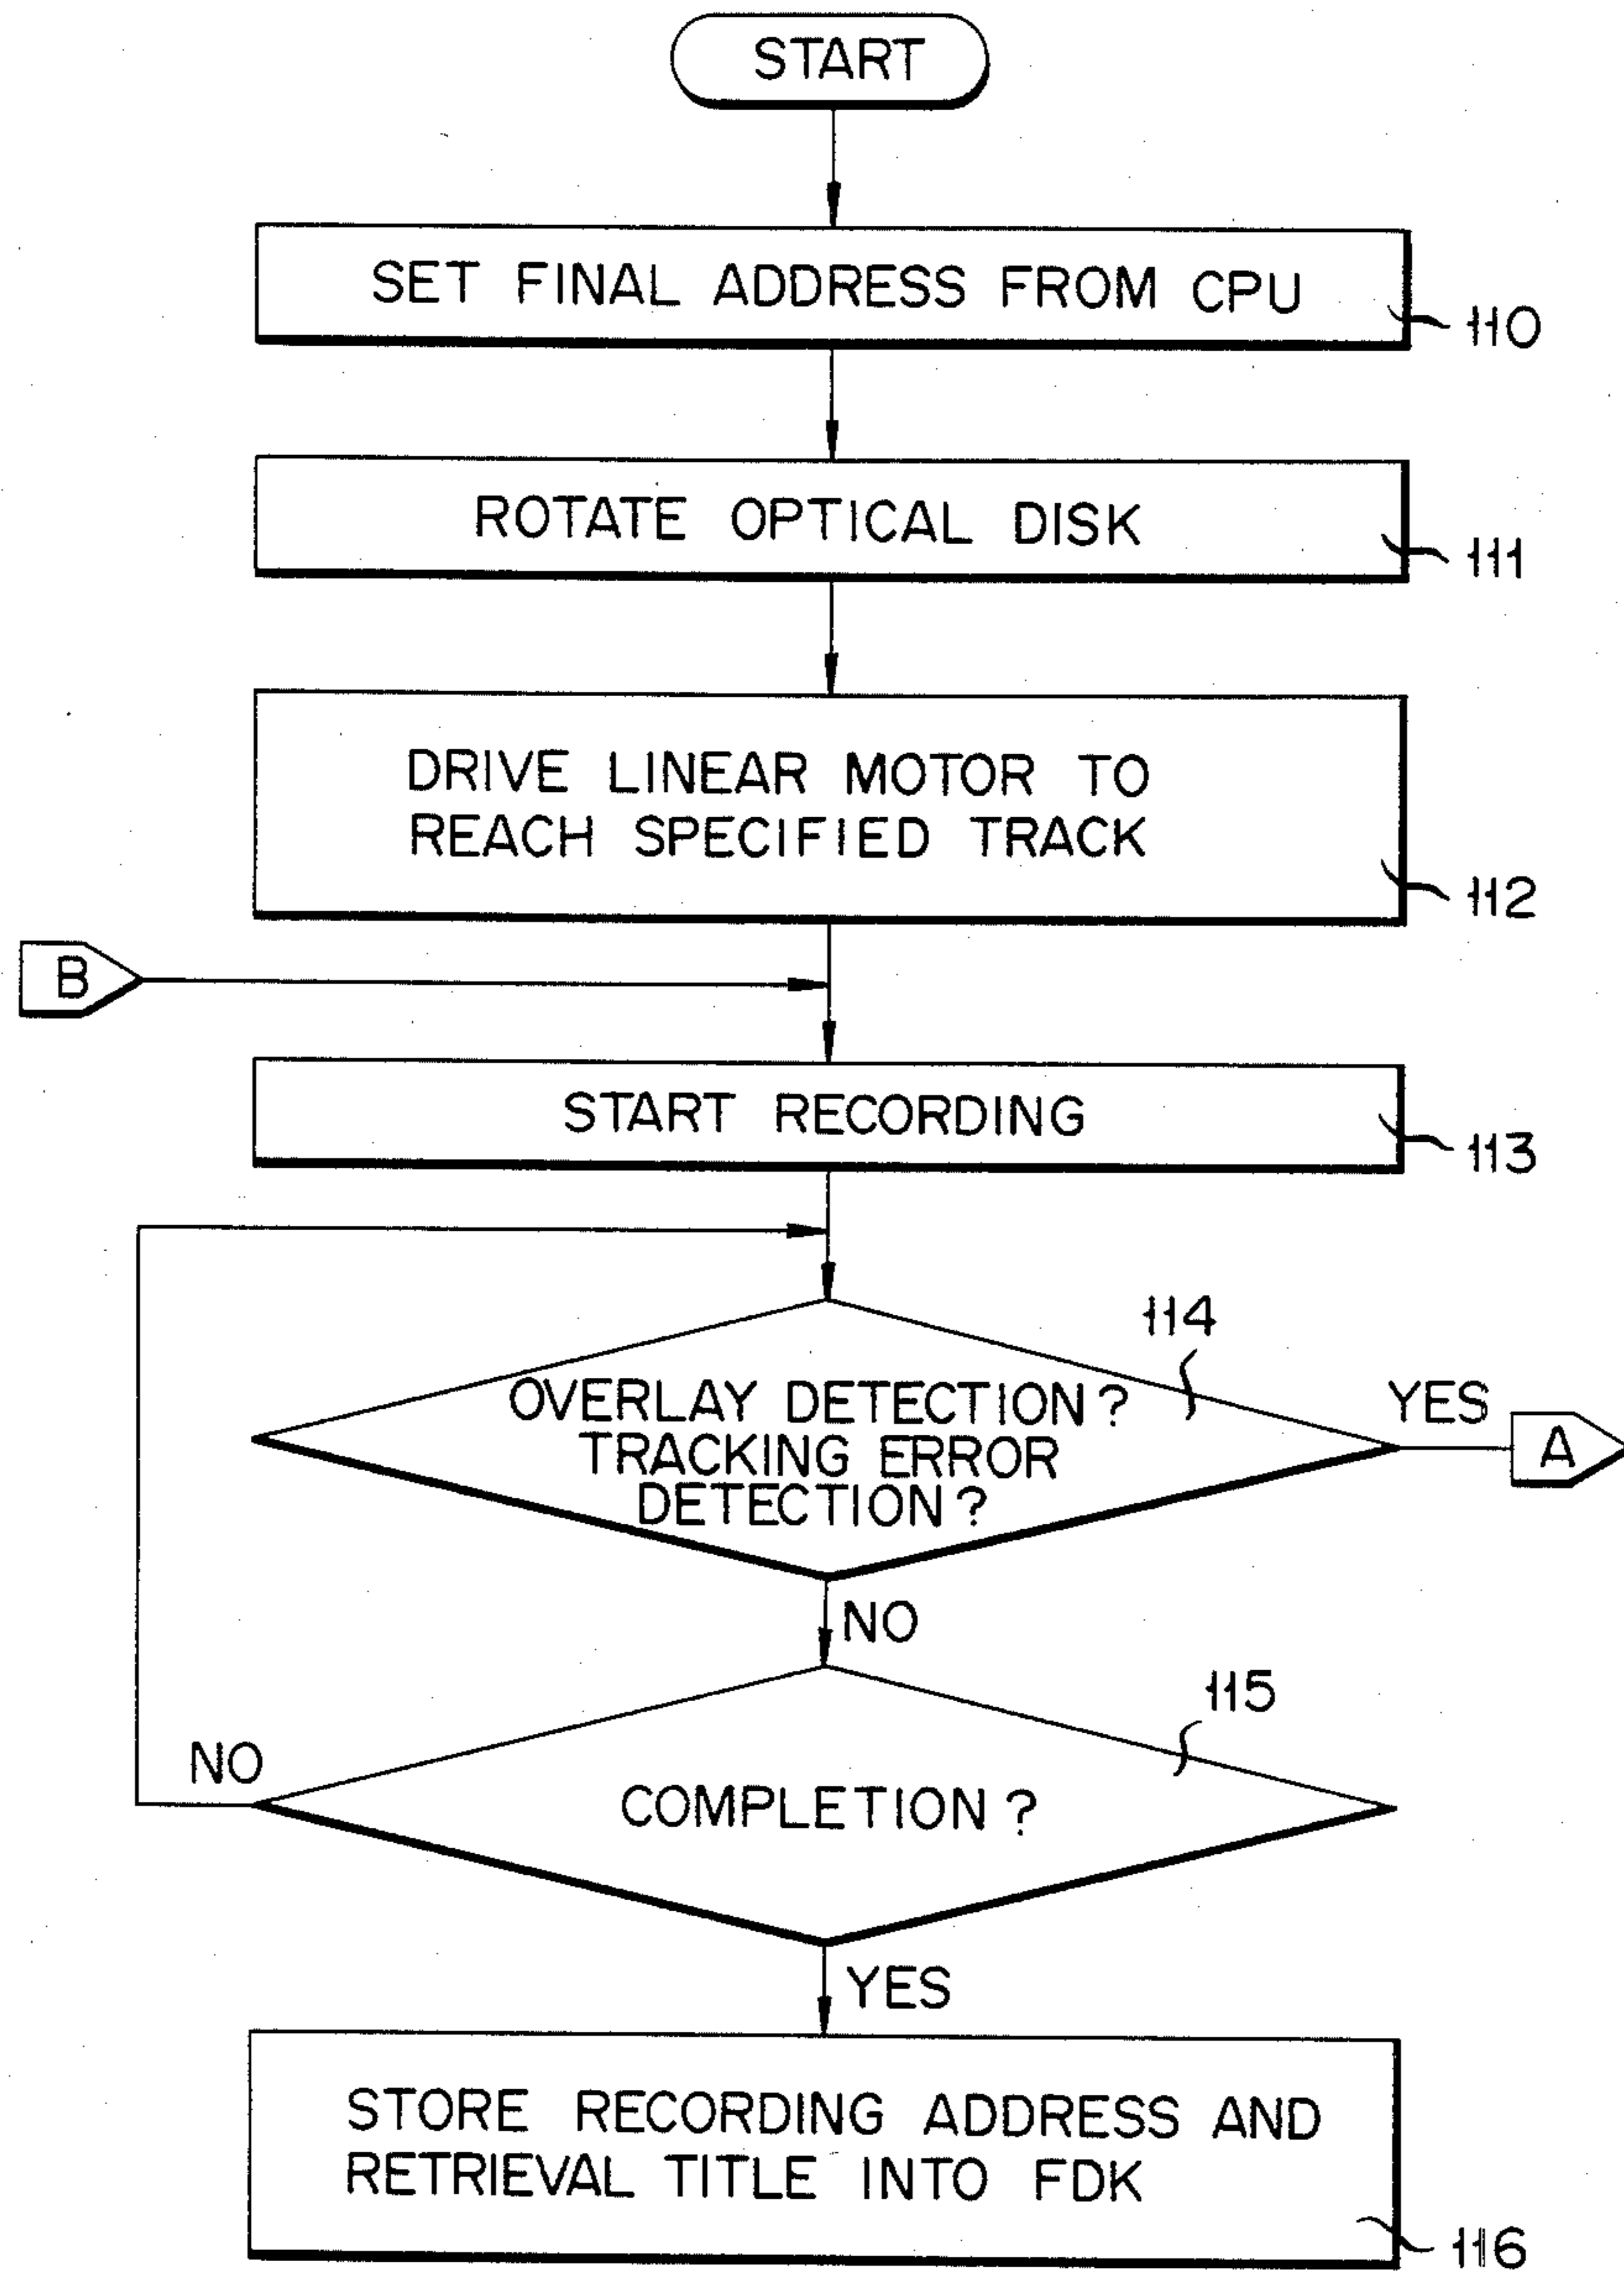 START
SET FINAL ADDRESS FROM CPU
110
ROTATE OPTICAL DISK
111
DRIVE LINEAR MOTOR TO
REACH SPECIFIED TRACK
112
B
START RECORDING
113
114
OVERLAY DETECTION?
TRACKING ERROR
DETECTION?
YES
A
NO
115
NO
COMPLETION?
YES
STORE RECORDING ADDRESS AND
RETRIEVAL TITLE INTO FDK
116